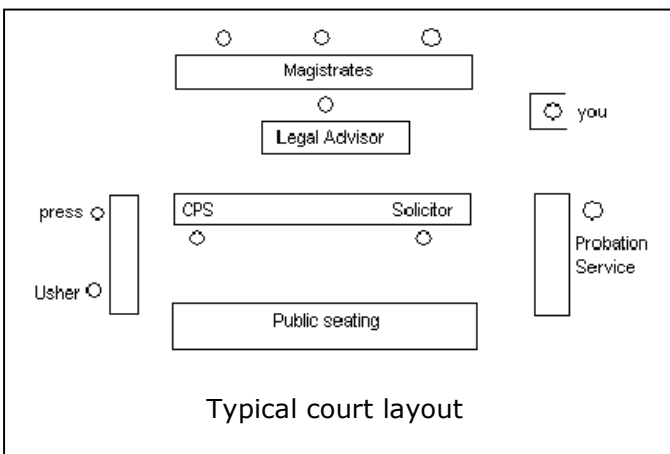 Magistrates
you
Legal Advisor
press
CPS
Solicitor
Probation
Service
Usher
Public seating
Typical court layout